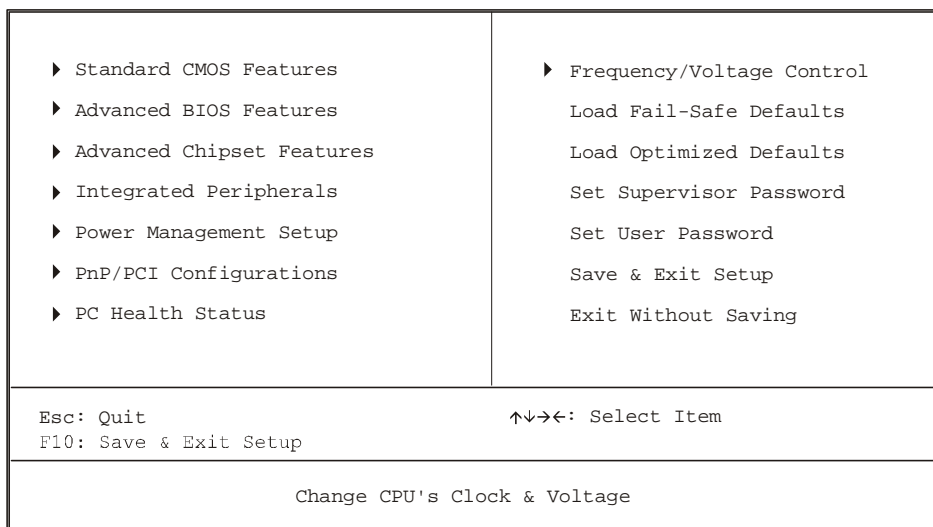 Standard CMOS Features
Advanced BIOS Features
Advanced Chipset Features
Integrated Peripherals
Power Management Setup
PnP/PCI Configurations
PC Health Status
Frequency/Voltage Control
Load Fail-Safe Defaults
Load Optimized Defaults
Set Supervisor Password
Set User Password
Save & Exit Setup
Exit Without Saving
Esc: Quit
F10: Save & Exit Setup
↑↓→←: Select Item
Change CPU's Clock & Voltage